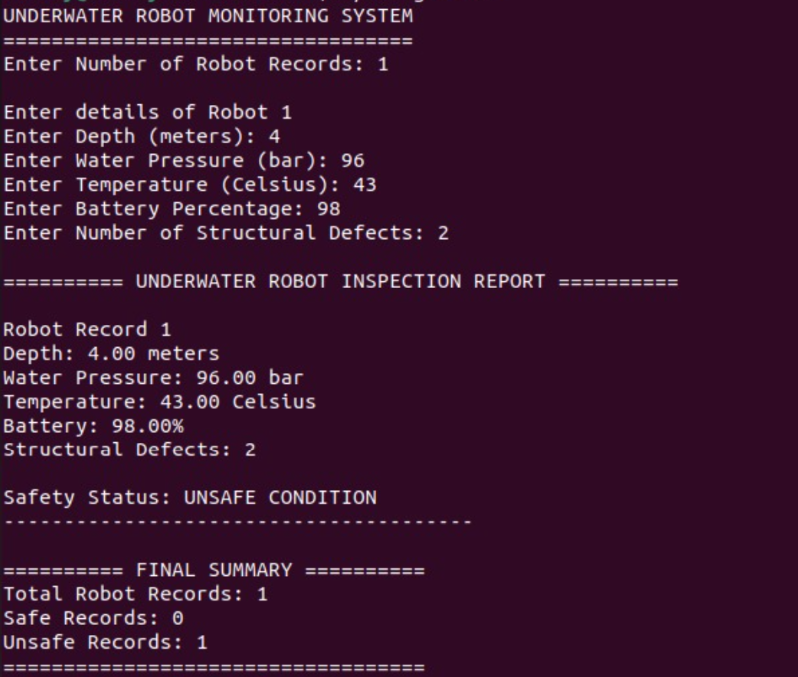 UNDERWATER ROBOT MONITORING SYSTEM
==================================
Enter Number of Robot Records: 1
Enter details of Robot 1
Enter Depth (meters): 4
Enter Water Pressure (bar): 96
Enter Temperature (Celsius): 43
Enter Battery Percentage: 98
Enter Number of Structural Defects: 2
========== UNDERWATER ROBOT INSPECTION REPORT ==========
Robot Record 1
Depth: 4.00 meters
Water Pressure: 96.00 bar
Temperature: 43.00 Celsius
Battery: 98.00%
Structural Defects: 2
Safety Status: UNSAFE CONDITION
---------------------------------------
========== FINAL SUMMARY ==========
Total Robot Records: 1
Safe Records: 0
Unsafe Records: 1
===================================